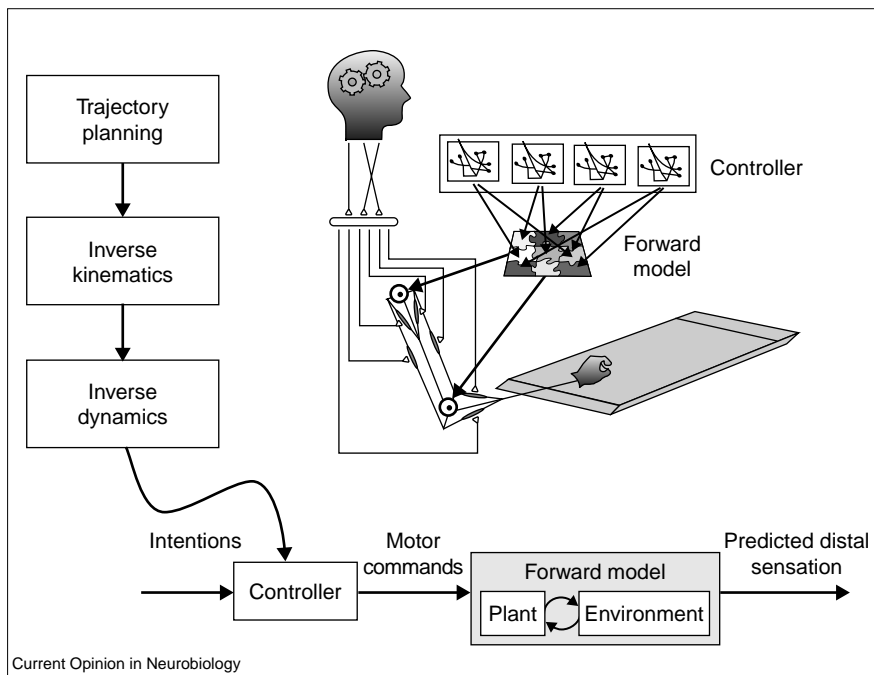 Trajectory
planning
Inverse
kinematics
Inverse
dynamics
Controller
Forward
model
Intentions
Controller
Motor
commands
Forward model
Plant
Environment
Predicted distal
sensation
Current Opinion in Neurobiology